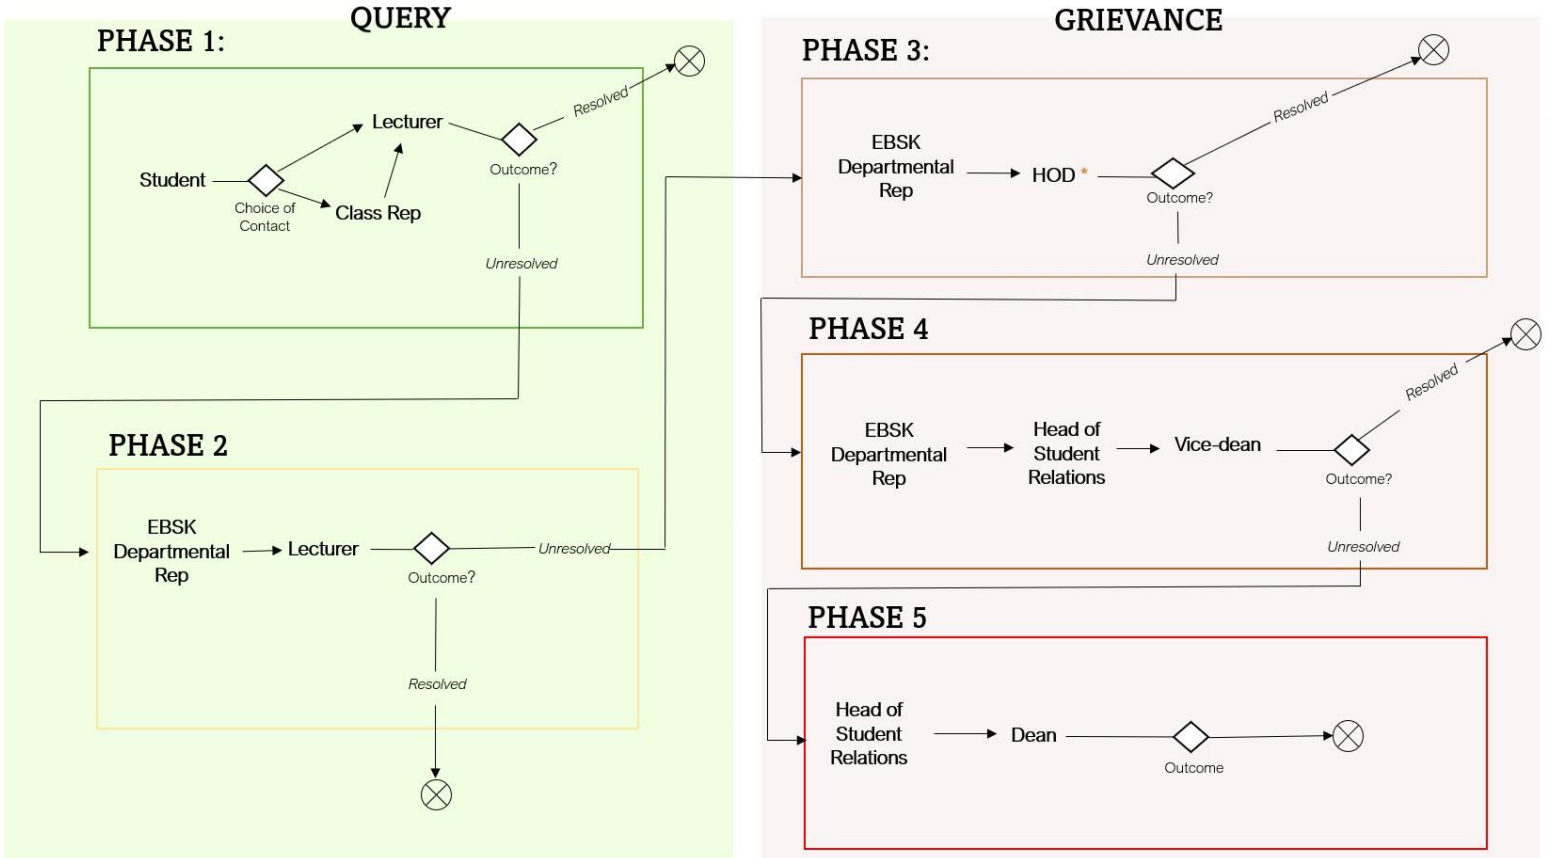 QUERY
PHASE 1:
Resolved
Lecturer
Outcome?
Student
Choice of
Contact
Class Rep
Unresolved
PHASE 2
EBSK
Departmental
Rep
Lecturer
Outcome?
Unresolved
Resolved
GRIEVANCE
PHASE 3:
Resolved
EBSK
Departmental
Rep
HOD *
Outcome?
Unresolved
PHASE 4
Resolved
EBSK
Departmental
Rep
Head of
Student
Relations
Vice-dean
Outcome?
Unresolved
PHASE 5
Head of
Student
Relations
Dean
Outcome